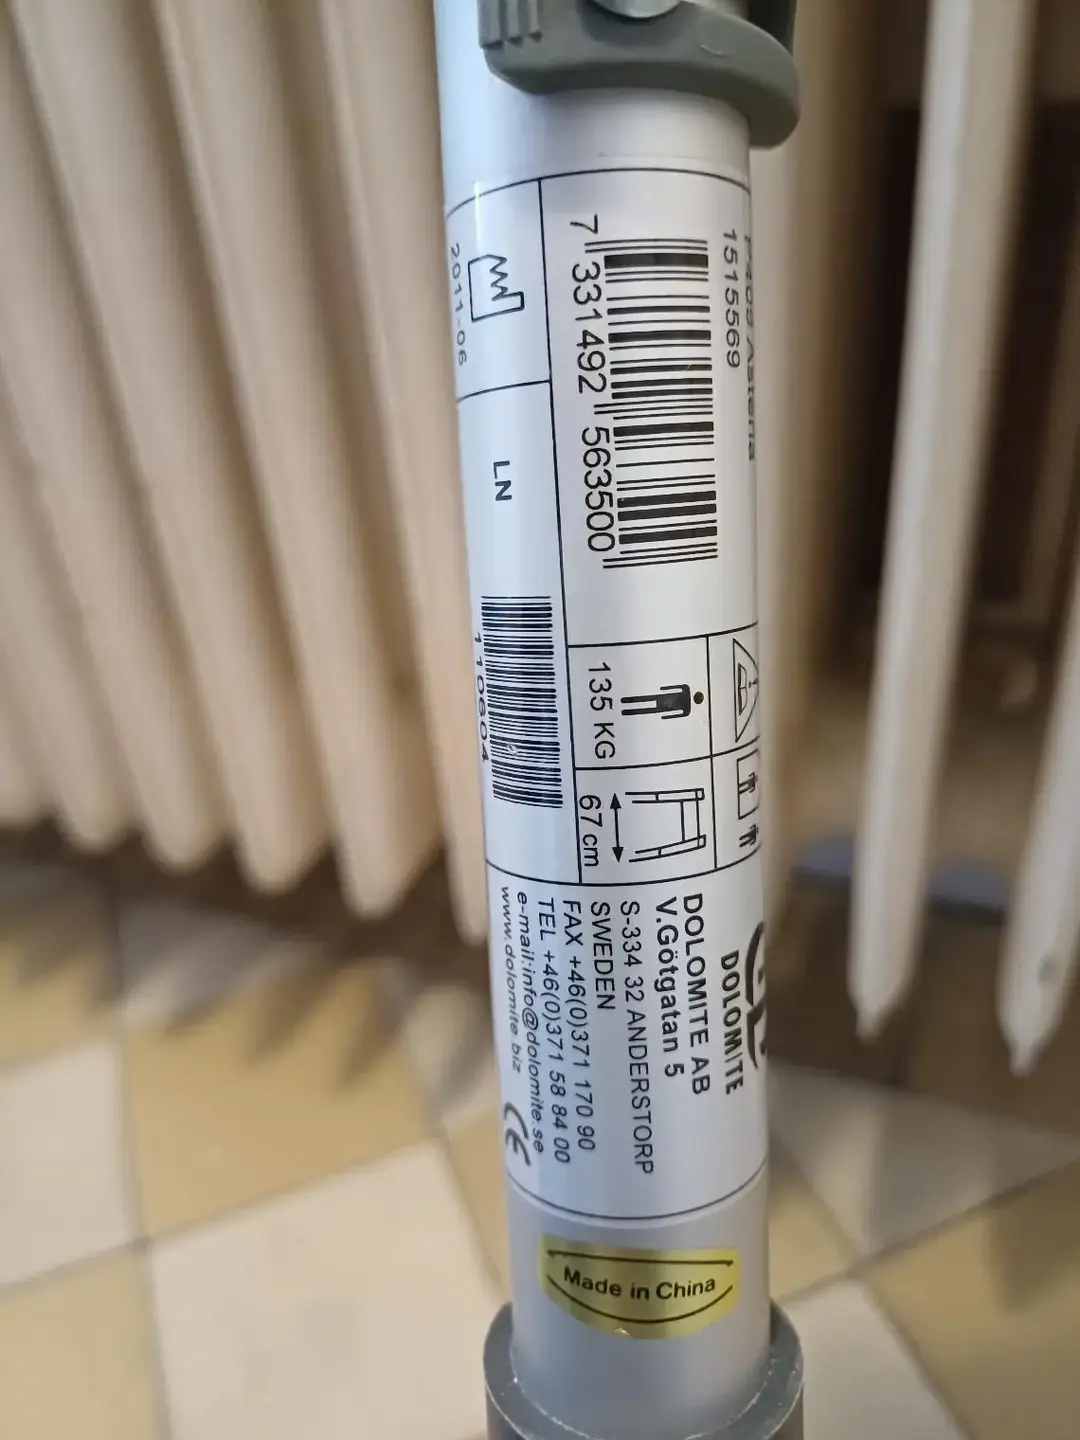 1515569
7 331492 563500
135 KG
67 cm
2011-06
LN
110604
DOLOMITE
DOLOMITE AB
V.Götgatan 5
S-334 32 ANDERSTORP
SWEDEN
FAX +46(0)371 170 90
TEL +46(0)371 58 84 00
e-mail:info@dolomite.se
www.dolomite.biz
CE
Made in China